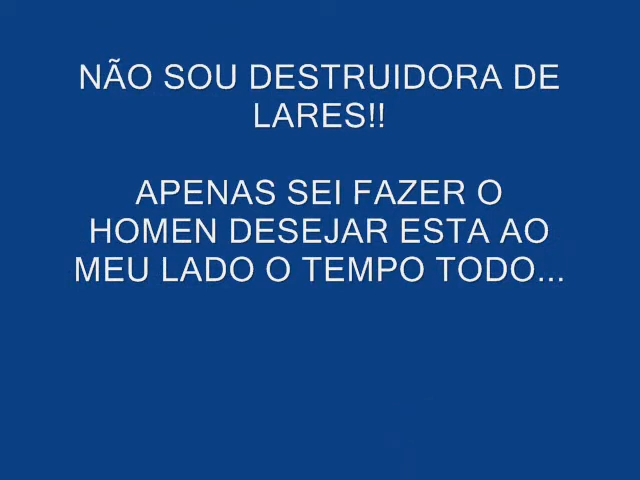 NÃO SOU DESTRUIDORA DE
LARES!!
APENAS SEI FAZER O
HOMEN DESEJAR ESTA AO
MEU LADO O TEMPO TODO...